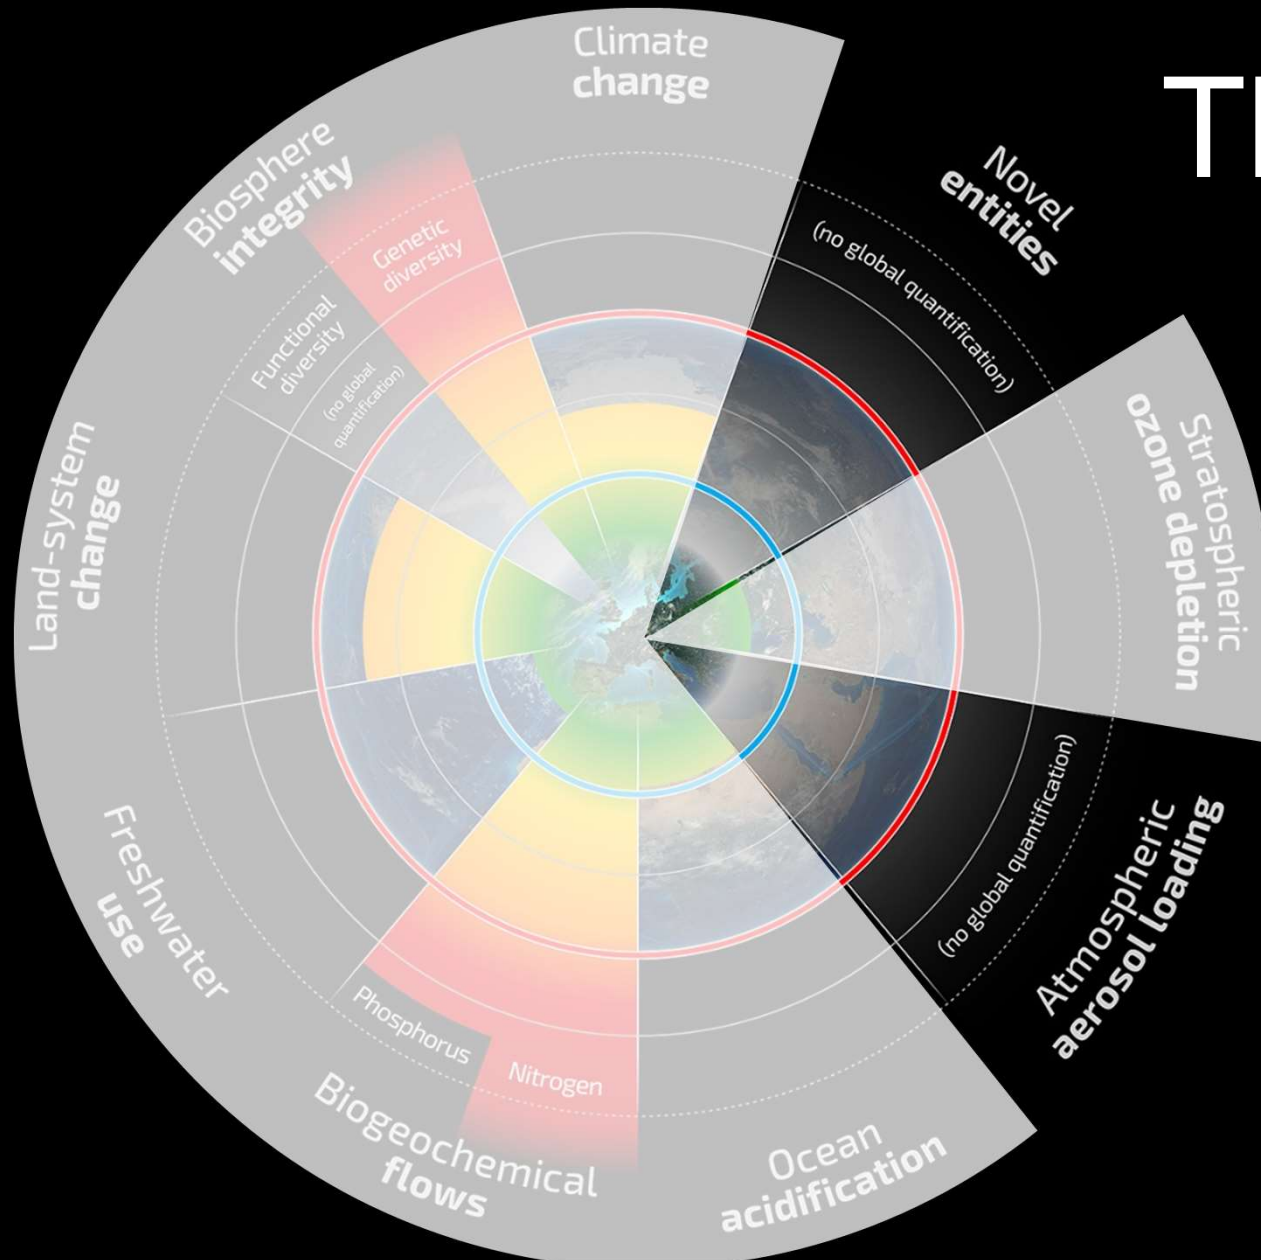 Climate
change
Novel
entities
(no global quantification)
Stratospheric
ozone depletion
(no global quantification)
Atmospheric
aerosol loading
Ocean
acidification
Nitrogen
Phosphorus
Biogeochemical
flows
Freshwater
use
Land-system
change
Biosphere
integrity
Genetic
diversity
Functional
diversity
(no global
quantification)